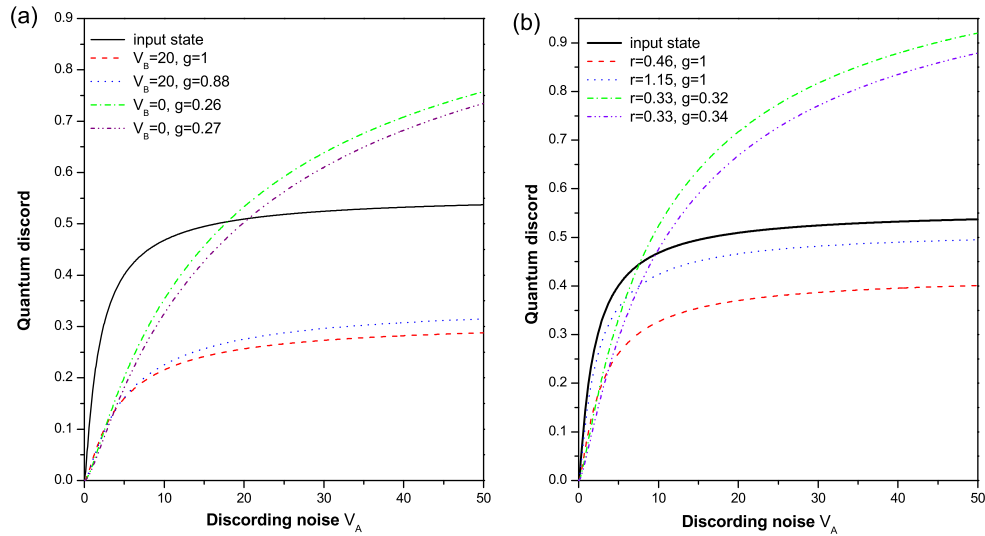 (a)
0.9
0.8
0.7
0.6
0.5
0.4
0.3
0.2
0.1
0.0
Quantum discord
input state
V_B=20, g=1
V_B=20, g=0.88
V_B=0, g=0.26
V_B=0, g=0.27
0 10 20 30 40 50
Discording noise V_A
(b)
0.9
0.8
0.7
0.6
0.5
0.4
0.3
0.2
0.1
0.0
Quantum discord
input state
r=0.46, g=1
r=1.15, g=1
r=0.33, g=0.32
r=0.33, g=0.34
0 10 20 30 40 50
Discording noise V_A